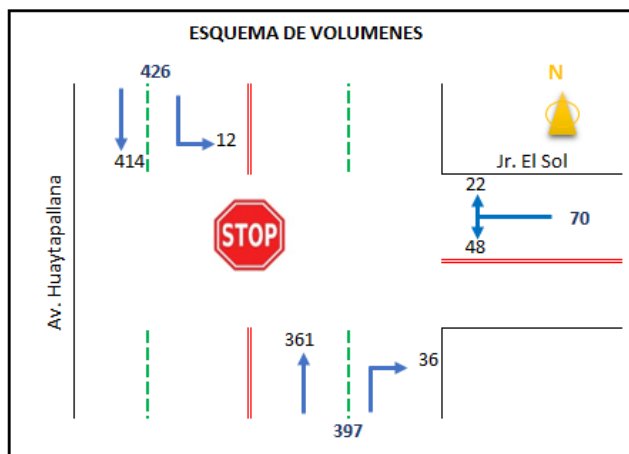 ESQUEMA DE VOLUMENES
426
N
12
414
Jr. El Sol
22
70
STOP
48
Av. Huaytapallana
361
36
397